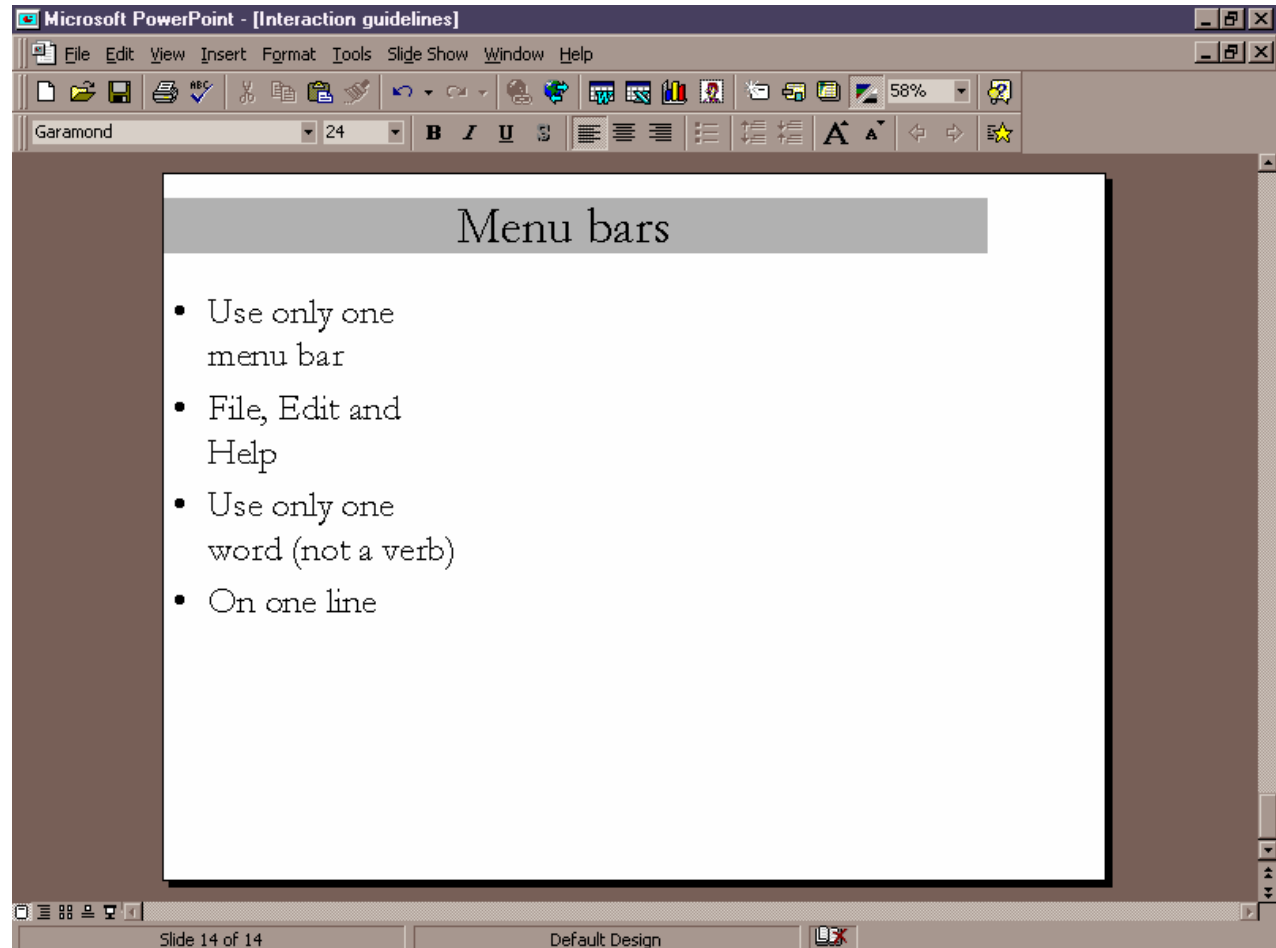 Microsoft PowerPoint - [Interaction guidelines]
File Edit View Insert Format Tools Slide Show Window Help
ABC 58%
Garamond 24 B I U S A A
Menu bars
• Use only one
menu bar
• File, Edit and
Help
• Use only one
word (not a verb)
• On one line
Slide 14 of 14 Default Design